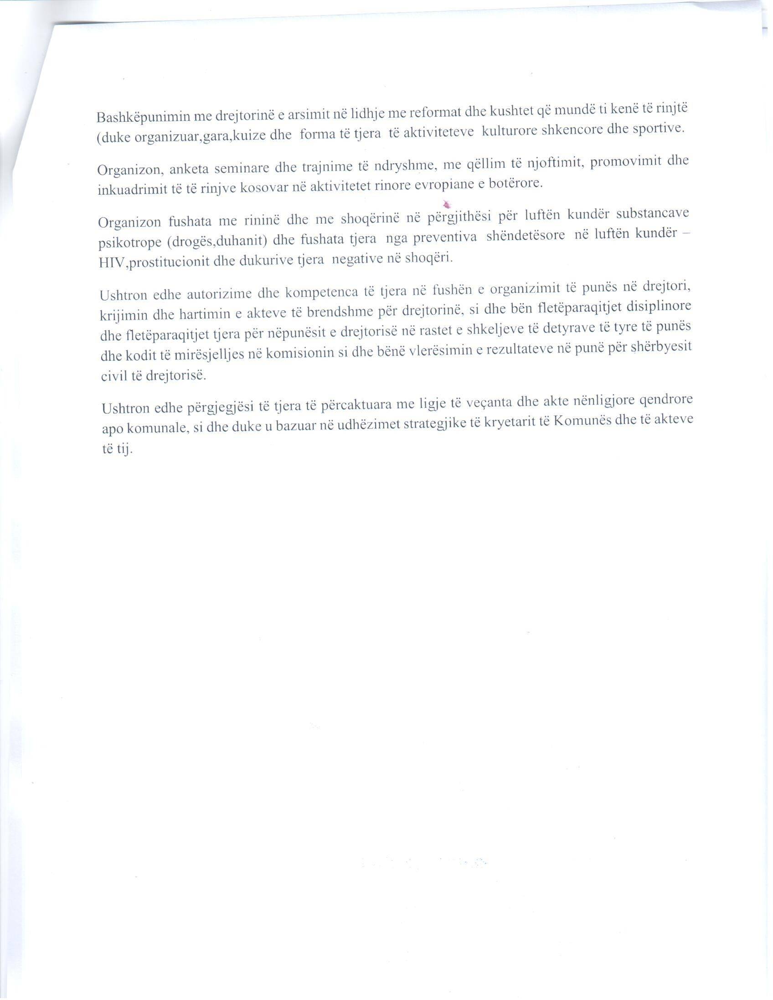 Bashkëpunimin me drejtorinë e arsimit në lidhje me reformat dhe kushtet që mundë ti kenë të rinjtë
(duke organizuar,gara,kuize dhe forma të tjera të aktiviteteve kulturore shkencore dhe sportive.
Organizon, anketa seminare dhe trajnime të ndryshme, me qëllim të njoftimit, promovimit dhe
inkuadrimit të të rinjve kosovar në aktivitetet rinore evropiane e botërore.
Organizon fushata me rininë dhe me shoqërinë në përgjithësi për luftën kundër substancave
psikotrope (drogës,duhanit) dhe fushata tjera nga preventiva shëndetësore në luftën kundër –
HIV,prostitucionit dhe dukurive tjera negative në shoqëri.
Ushtron edhe autorizime dhe kompetenca të tjera në fushën e organizimit të punës në drejtori,
krijimin dhe hartimin e akteve të brendshme për drejtorinë, si dhe bën fletëparaqitjet disiplinore
dhe fletëparaqitjet tjera për nëpunësit e drejtorisë në rastet e shkeljeve të detyrave të tyre të punës
dhe kodit të mirësjelljes në komisionin si dhe bënë vlerësimin e rezultateve në punë për shërbyesit
civil të drejtorisë.
Ushtron edhe përgjegjësi të tjera të përcaktuara me ligje të veçanta dhe akte nënligjore qendrore
apo komunale, si dhe duke u bazuar në udhëzimet strategjike të kryetarit të Komunës dhe të akteve
të tij.